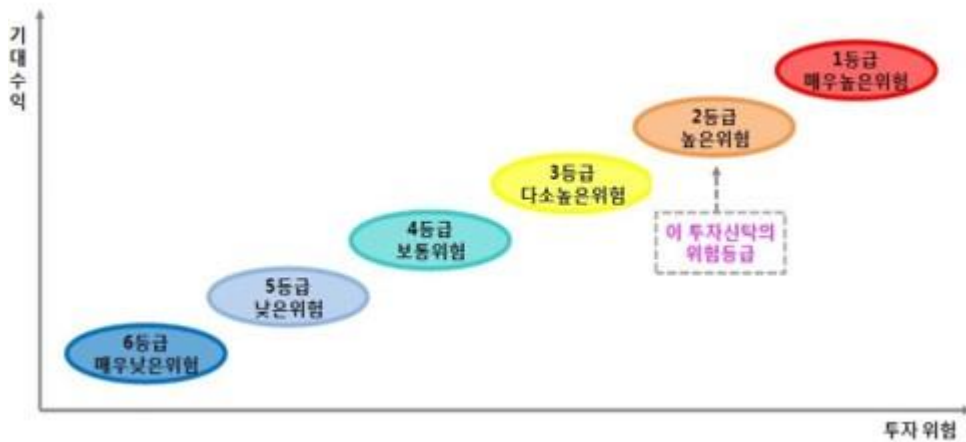 기대수익
1등급
매우높은위험
2등급
높은위험
3등급
다소높은위험
이 투자신탁의
위험등급
4등급
보통위험
5등급
낮은위험
6등급
매우낮은위험
투자 위험